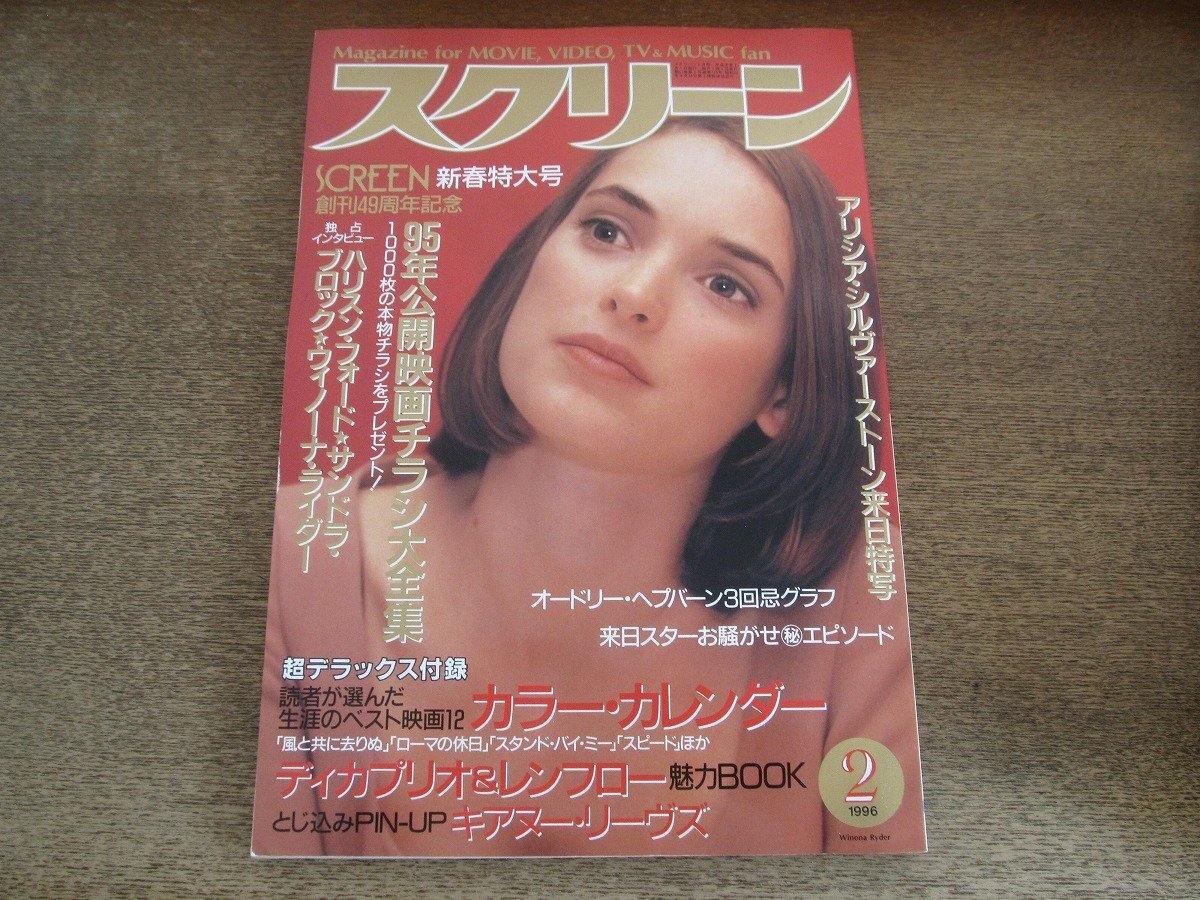 Magazine for MOVIE, VIDEO, TV & MUSIC fan
スクリーン
SCREEN 新春特大号
創刊49周年記念
アリシア・シルヴァーストーン来日特写
95年公開映画チラシ大全集
1000枚の本物チラシをプレゼント!
独占
インタビュー
ハリスン・フォード★サンドラ・
ブロック★ウィノーナ・ライダー
オードリー・ヘプバーン3回忌グラフ
来日スターお騒がせ㊙エピソード
超デラックス付録
読者が選んだ
生涯のベスト映画12 カラー・カレンダー
「風と共に去りぬ」「ローマの休日」「スタンド・バイ・ミー」「スピード」ほか
ディカプリオ&レンフロー 魅力BOOK
とじ込みPIN-UP キアヌー・リーヴズ
2
1996
Winona Ryder